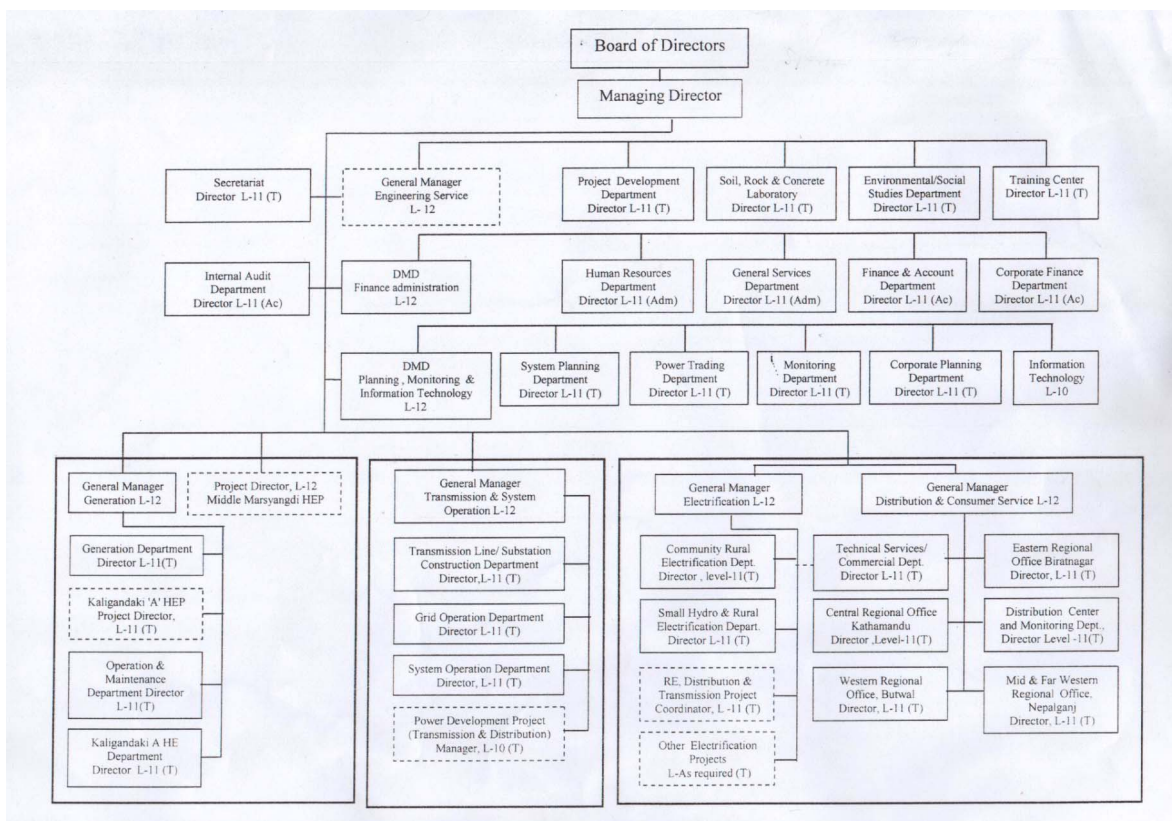 Board of Directors
Managing Director
Secretariat
Director L-11 (T)
General Manager
Engineering Service
L- 12
Project Development
Department
Director L-11 (T)
Soil, Rock & Concrete
Laboratory
Director L-11 (T)
Environmental/Social
Studies Department
Director L-11 (T)
Training Center
Director L-11 (T)
Internal Audit
Department
Director L-11 (Ac)
DMD
Finance administration
L-12
Human Resources
Department
Director L-11 (Adm)
General Services
Department
Director L-11 (Adm)
Finance & Account
Department
Director L-11 (Ac)
Corporate Finance
Department
Director L-11 (Ac)
DMD
Planning , Monitoring &
Information Technology
L-12
System Planning
Department
Director L-11 (T)
Power Trading
Department
Director L-11 (T)
Monitoring
Department
Director L-11 (T)
Corporate Planning
Department
Director L-11 (T)
Information
Technology
L-10
General Manager
Generation L-12
Project Director, L-12
Middle Marsyangdi HEP
Generation Department
Director L-11(T)
Kaligandaki 'A' HEP
Project Director,
L-11 (T)
Operation &
Maintenance
Department Director
L-11(T)
Kaligandaki A HE
Department
Director L-11 (T)
General Manager
Transmission & System
Operation L-12
Transmission Line/ Substation
Construction Department
Director, L-11 (T)
Grid Operation Department
Director L-11 (T)
System Operation Department
Director, L-11 (T)
Power Development Project
(Transmission & Distribution)
Manager, L-10 (T)
General Manager
Electrification L-12
General Manager
Distribution & Consumer Service L-12
Community Rural
Electrification Dept.
Director , level-11(T)
Technical Services/
Commercial Dept.
Director L-11 (T)
Eastern Regional
Office Biratnagar
Director, L-11 (T)
Small Hydro & Rural
Electrification Depart.
Director L-11 (T)
Central Regional Office
Kathamandu
Director ,Level-11(T)
Distribution Center
and Monitoring Dept.,
Director Level -11(T)
RE, Distribution &
Transmission Project
Coordinator, L -11 (T)
Western Regional
Office, Butwal
Director, L-11 (T)
Mid & Far Western
Regional Office,
Nepalganj
Director, L-11 (T)
Other Electrification
Projects
L-As required (T)